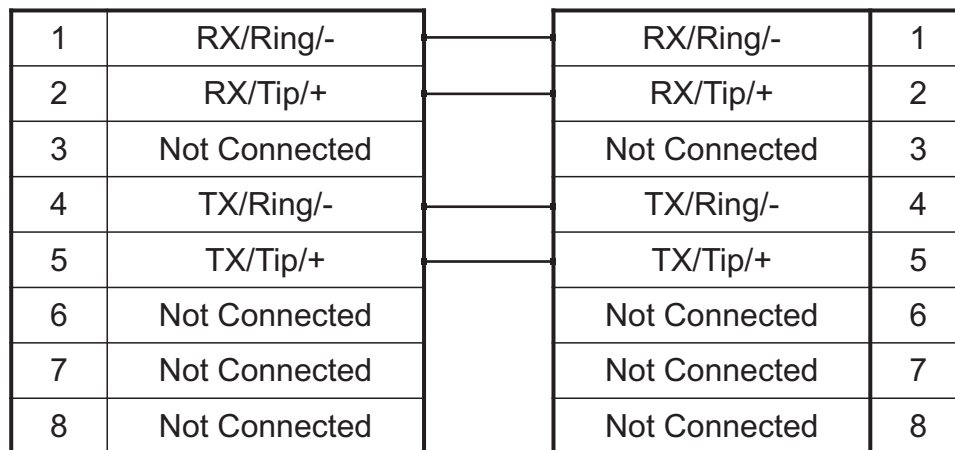 1 RX/Ring/- RX/Ring/- 1
2 RX/Tip/+ RX/Tip/+ 2
3 Not Connected Not Connected 3
4 TX/Ring/- TX/Ring/- 4
5 TX/Tip/+ TX/Tip/+ 5
6 Not Connected Not Connected 6
7 Not Connected Not Connected 7
8 Not Connected Not Connected 8